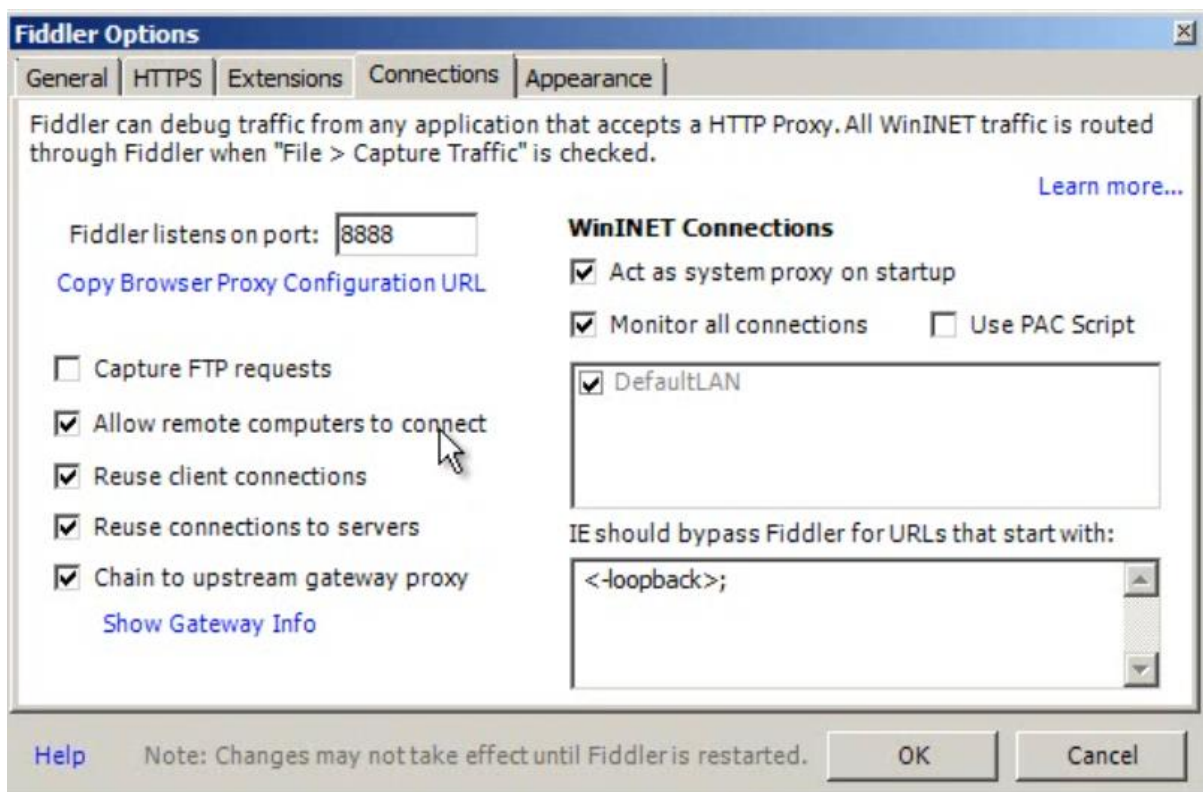 Fiddler Options
General HTTPS Extensions Connections Appearance
Fiddler can debug traffic from any application that accepts a HTTP Proxy. All WinINET traffic is routed
through Fiddler when "File > Capture Traffic" is checked.
Learn more...
Fiddler listens on port: 8888
Copy Browser Proxy Configuration URL
Capture FTP requests
Allow remote computers to connect
Reuse client connections
Reuse connections to servers
Chain to upstream gateway proxy
Show Gateway Info
WinINET Connections
Act as system proxy on startup
Monitor all connections Use PAC Script
DefaultLAN
IE should bypass Fiddler for URLs that start with:
<-loopback>;
Help Note: Changes may not take effect until Fiddler is restarted. OK Cancel